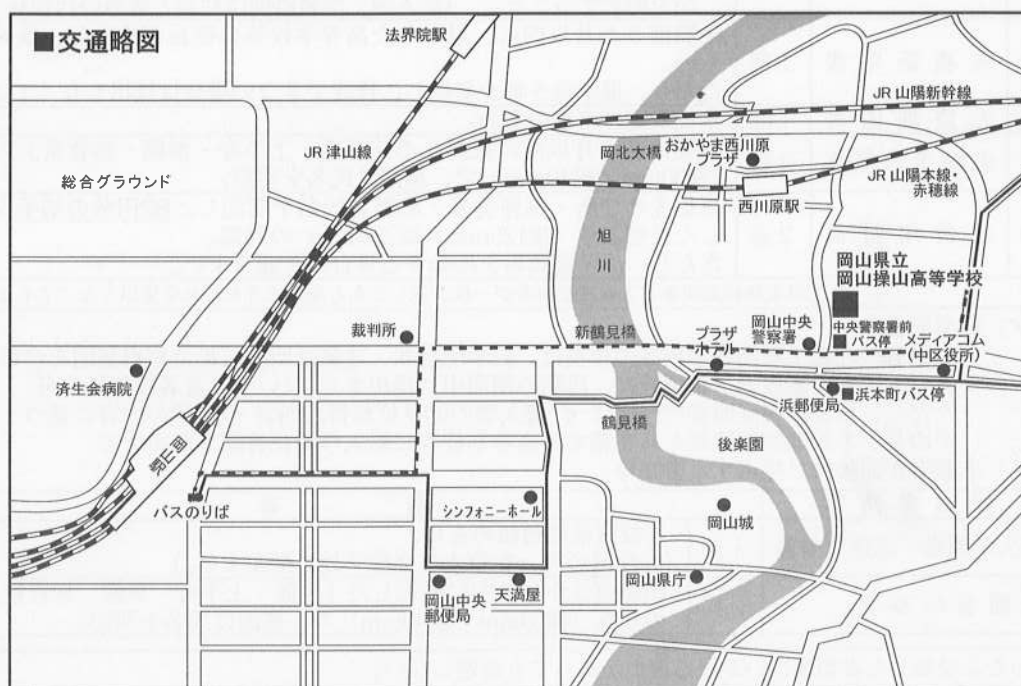 ■交通略図
法界院駅
JR 山陽新幹線
JR 津山線
岡北大橋
おかやま西川原
プラザ
総合グラウンド
JR 山陽本線・
赤穂線
西川原駅
旭川
岡山県立
岡山操山高等学校
裁判所
新鶴見橋
プラザ
ホテル
岡山中央
警察署
中央警察署前
バス停
メディアコム
(中区役所)
済生会病院
浜郵便局
■浜本町バス停
鶴見橋
後楽園
岡山駅
バスのりば
シンフォニーホール
岡山城
岡山中央
郵便局
天満屋
岡山県庁